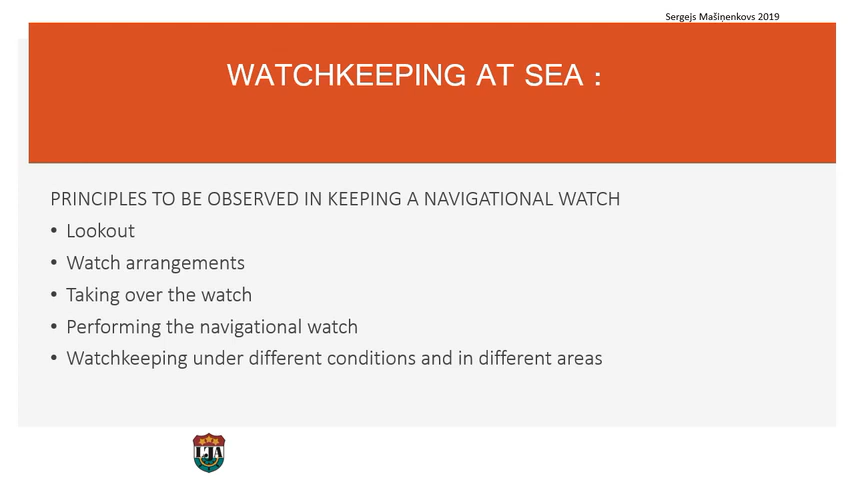 Sergejs Mašiņenkovs 2019
WATCHKEEPING AT SEA :
PRINCIPLES TO BE OBSERVED IN KEEPING A NAVIGATIONAL WATCH
• Lookout
• Watch arrangements
• Taking over the watch
• Performing the navigational watch
• Watchkeeping under different conditions and in different areas
LJA